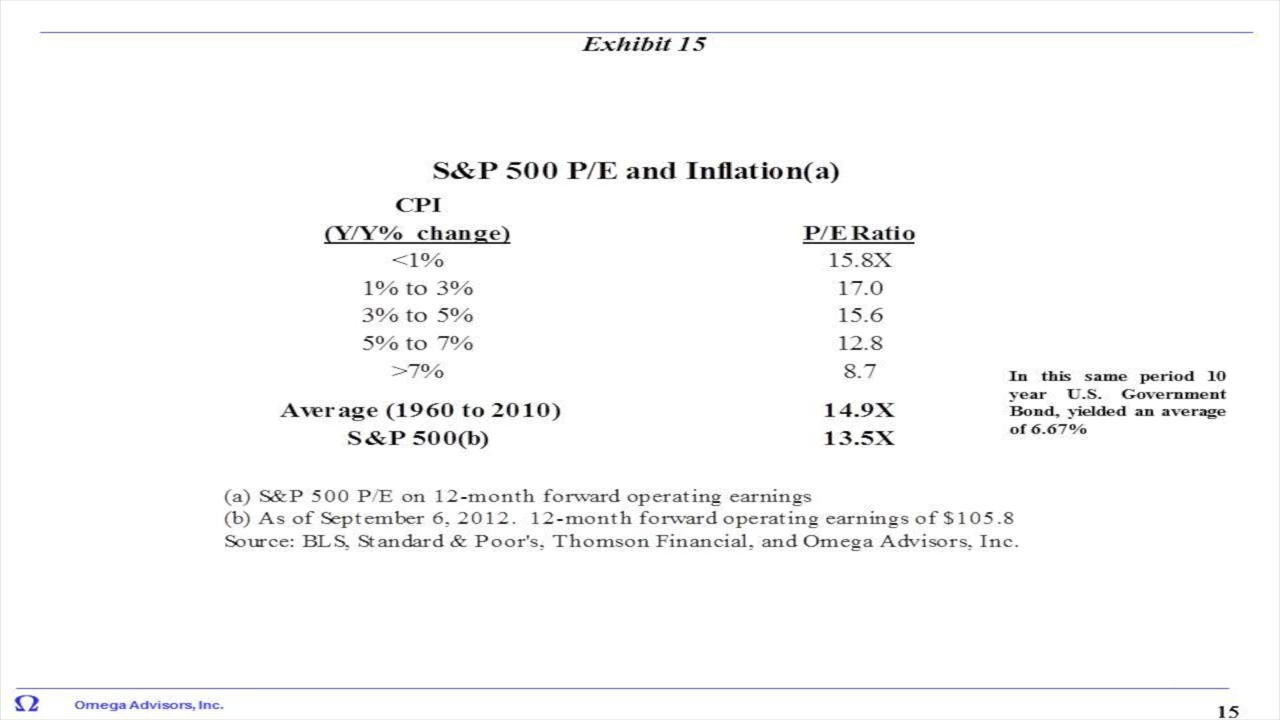 Exhibit 15
S&P 500 P/E and Inflation(a)
CPI
(Y/Y% change) P/E Ratio
<1% 15.8X
1% to 3% 17.0
3% to 5% 15.6
5% to 7% 12.8
>7% 8.7
Average (1960 to 2010) 14.9X
S&P 500(b) 13.5X
In this same period 10
year U.S. Government
Bond, yielded an average
of 6.67%
(a) S&P 500 P/E on 12-month forward operating earnings
(b) As of September 6, 2012. 12-month forward operating earnings of $105.8
Source: BLS, Standard & Poor's, Thomson Financial, and Omega Advisors, Inc.
Ω Omega Advisors, Inc.
15